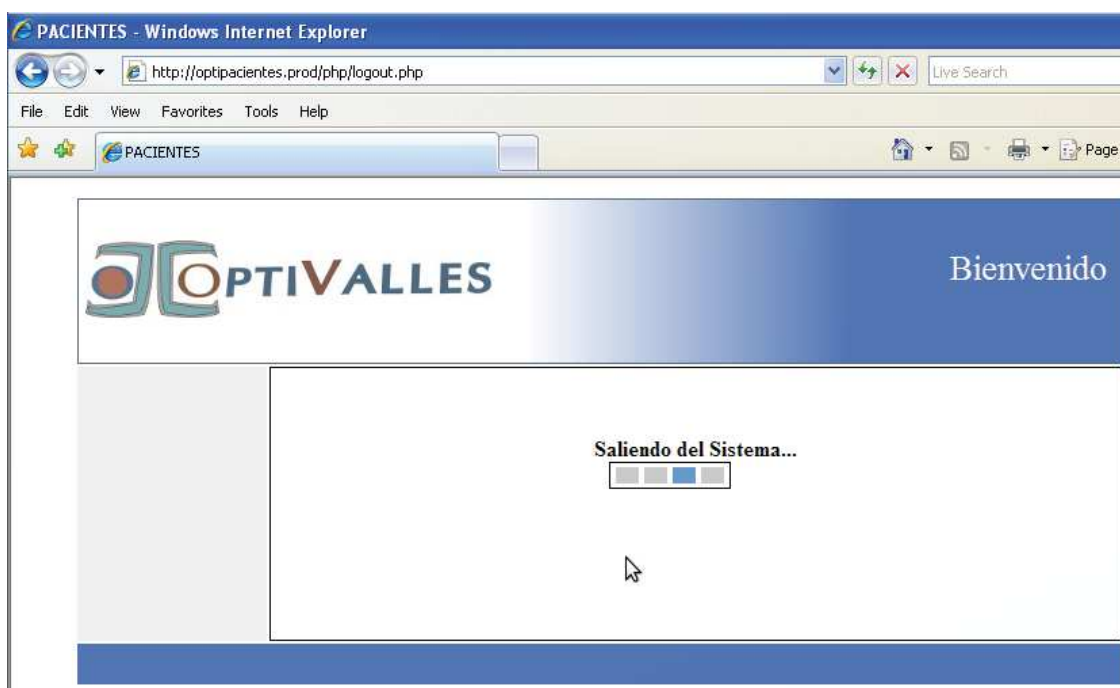 PACIENTES - Windows Internet Explorer
http://optipacientes.prod/php/logout.php
Live Search
File Edit View Favorites Tools Help
PACIENTES
Page
OPTIVALLES
Bienvenido
Saliendo del Sistema...